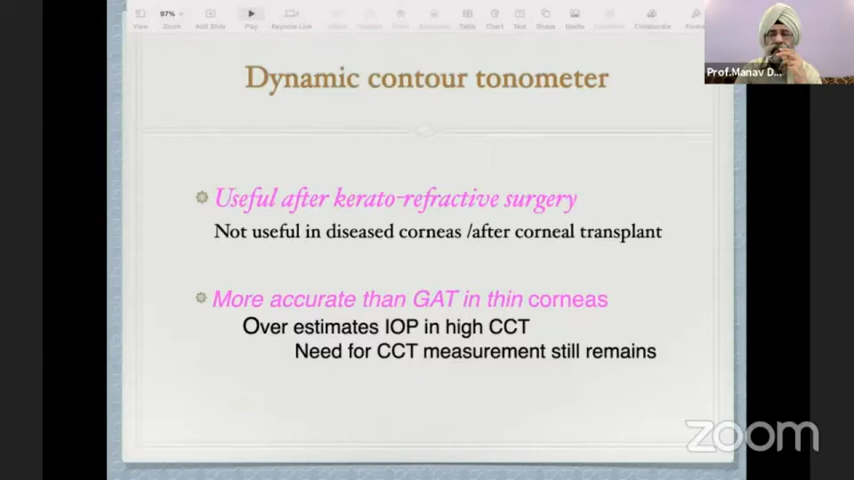 97%
View
Zoom
Add Slide
Play
Keynote Live
Table
Chart
Text
Shape
Media
Collaborate
Prof.Manav D...
Dynamic contour tonometer
Useful after kerato-refractive surgery
Not useful in diseased corneas /after corneal transplant
More accurate than GAT in thin corneas
Over estimates IOP in high CCT
Need for CCT measurement still remains
zoom